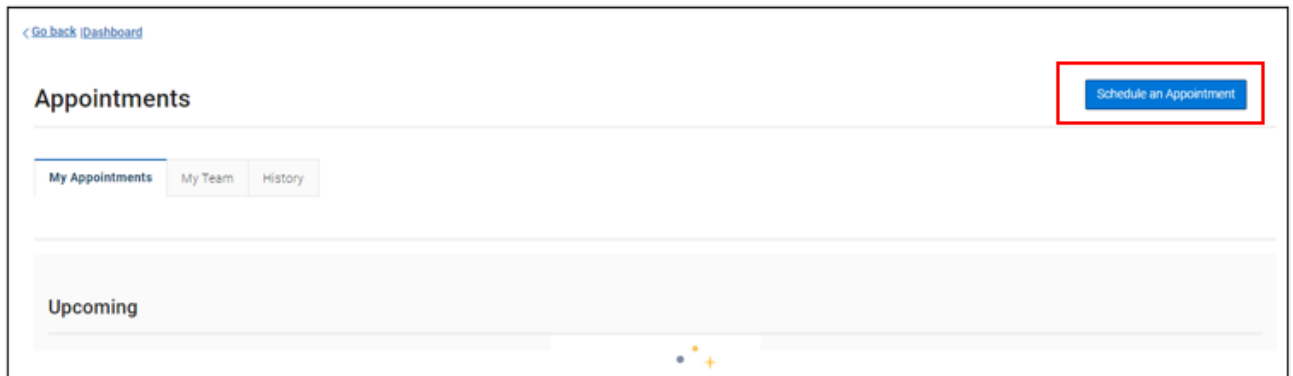 < Go back |Dashboard
Appointments
Schedule an Appointment
My Appointments My Team History
Upcoming